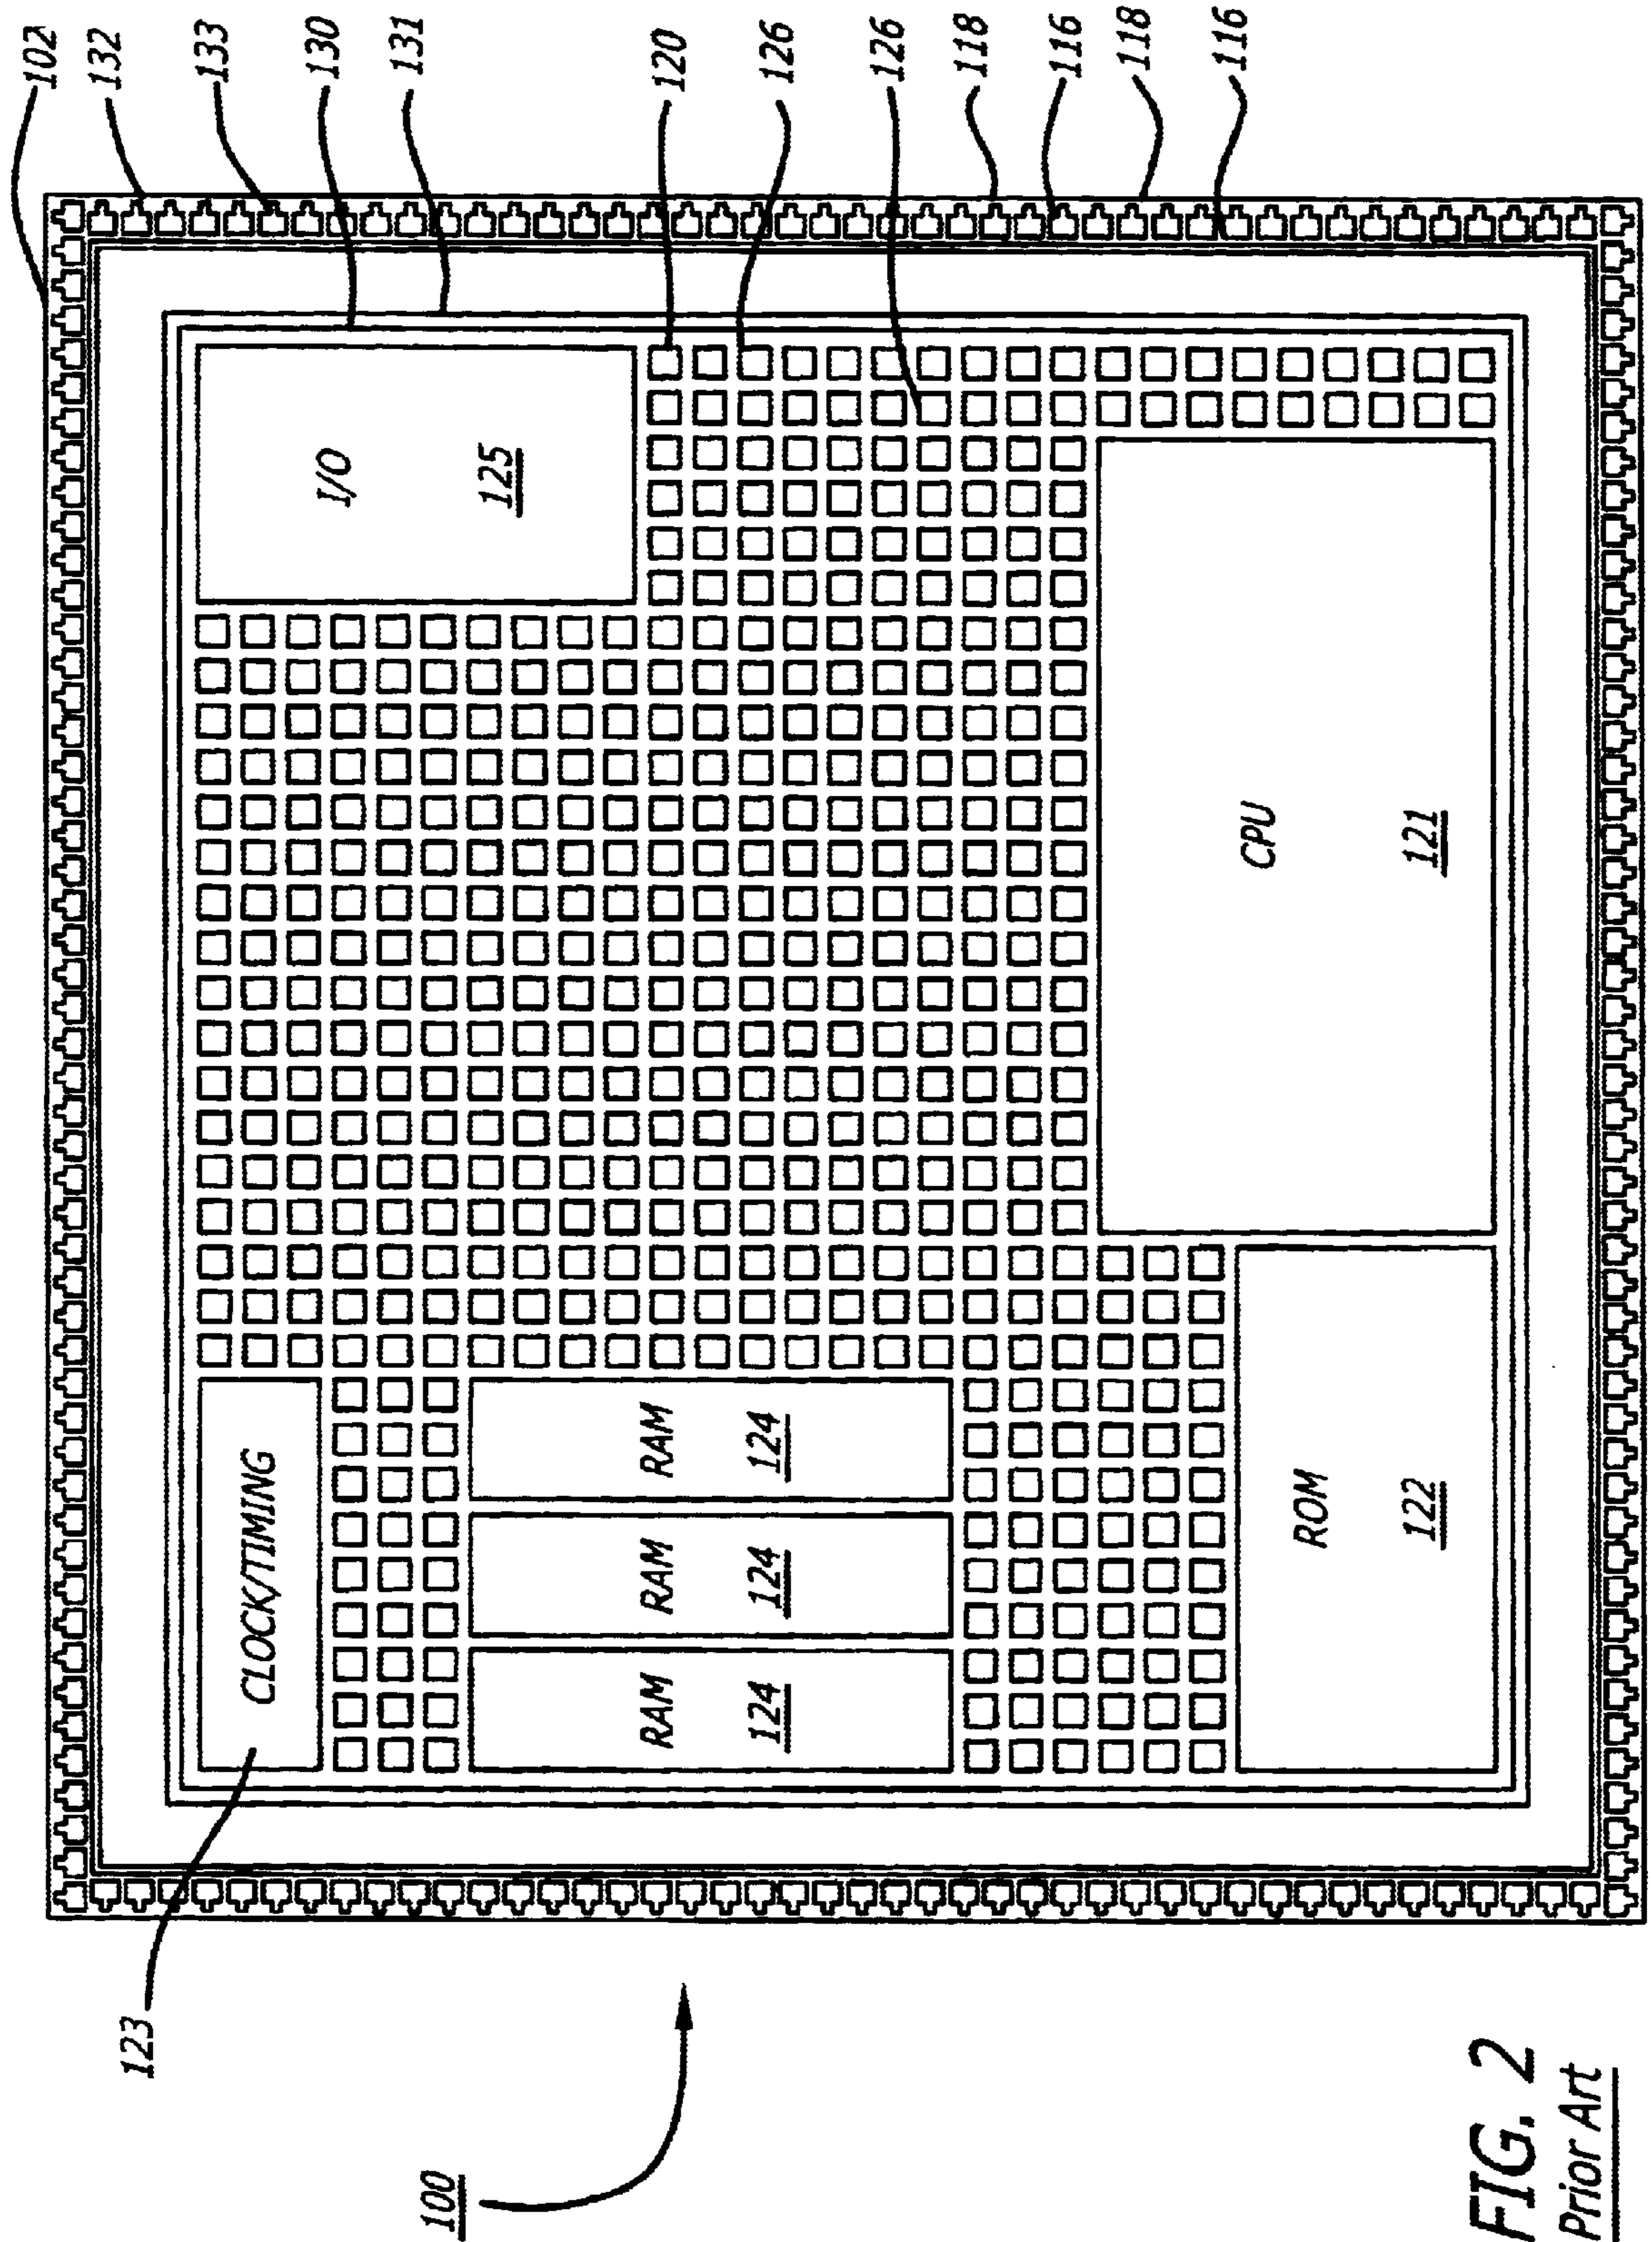 102
132
133
130
131
120
126
126
118
116
118
116
I/O
125
CPU
121
CLOCK/TIMING
RAM
124
RAM
124
RAM
124
ROM
122
123
100
FIG. 2
Prior Art